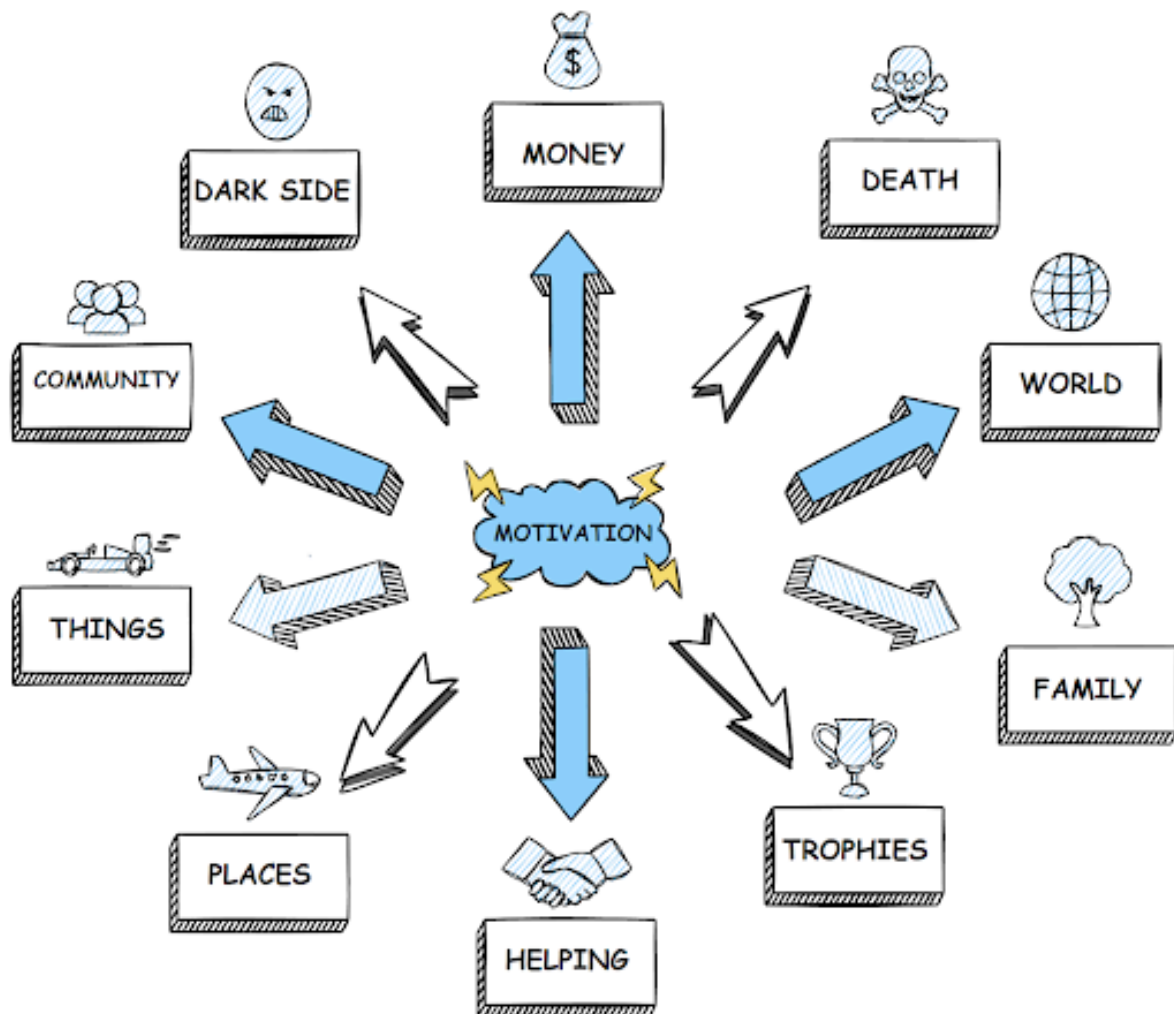 $
MONEY
DARK SIDE
DEATH
COMMUNITY
WORLD
MOTIVATION
THINGS
FAMILY
PLACES
TROPHIES
HELPING